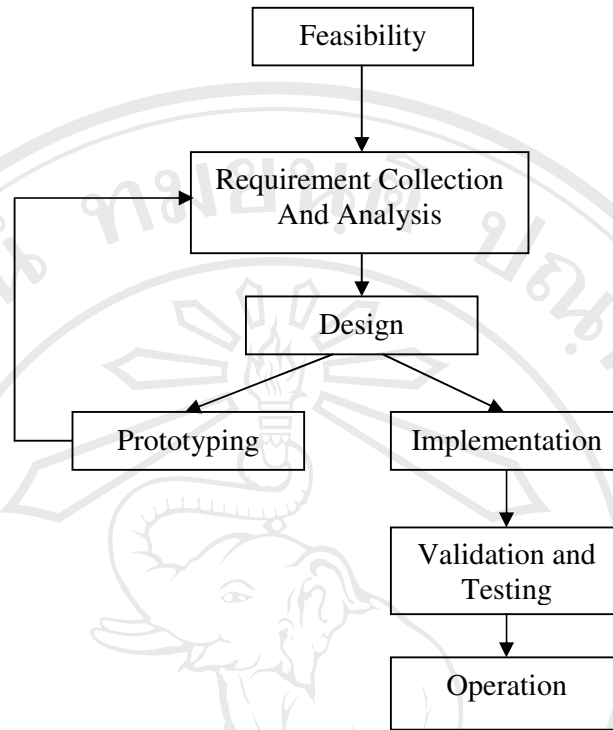 Feasibility
Requirement Collection
And Analysis
Design
Prototyping
Implementation
Validation and
Testing
Operation